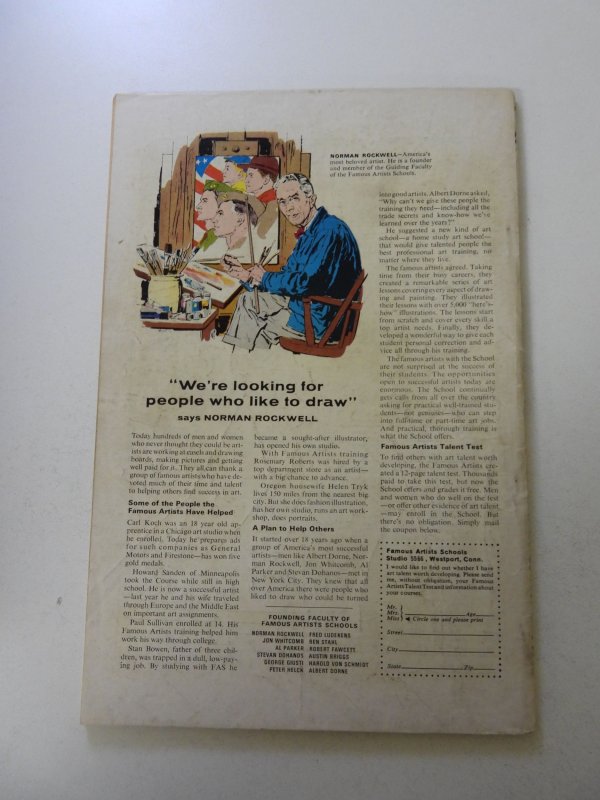 NORMAN ROCKWELL—America's
most beloved artist. He is a founder
and member of the Guiding Faculty
of the Famous Artists Schools.
"We're looking for
people who like to draw"
says NORMAN ROCKWELL
Today hundreds of men and women
who never thought they could be art-
ists are working at easels and drawing
boards, making pictures and getting
well paid for it. They all can thank a
group of famous artists who have de-
voted much of their time and talent
to helping others find success in art.
Some of the People the
Famous Artists Have Helped
Carl Koch was an 18 year old ap-
prentice in a Chicago art studio when
he enrolled. Today he prepares ads
for such companies as General
Motors and Firestone—has won five
gold medals.
Howard Sanden of Minneapolis
took the Course while still in high
school. He is now a successful artist
—last year he and his wife traveled
through Europe and the Middle East
on important art assignments.
Paul Sullivan enrolled at 14. His
Famous Artists training helped him
work his way through college.
Stan Bowen, father of three chil-
dren, was trapped in a dull, low-pay-
ing job. By studying with FAS he
became a sought-after illustrator,
has opened his own studio.
With Famous Artists training
Rosemary Roberts was hired by a
top department store as an artist—
with a big chance to advance.
Oregon housewife Helen Tryk
lives 150 miles from the nearest big
city. But she does fashion illustration,
has her own studio, runs an art work-
shop, does portraits.
A Plan to Help Others
It started over 18 years ago when a
group of America's most successful
artists—men like Albert Dorne, Nor-
man Rockwell, Jon Whitcomb, Al
Parker and Stevan Dohanos—met in
New York City. They knew that all
over America there were people who
liked to draw who could be turned
FOUNDING FACULTY OF
FAMOUS ARTISTS SCHOOLS
NORMAN ROCKWELL FRED LUDEKENS
JON WHITCOMB BEN STAHL
AL PARKER ROBERT FAWCETT
STEVAN DOHANOS AUSTIN BRIGGS
GEORGE GIUSTI HAROLD VON SCHMIDT
PETER HELCK ALBERT DORNE
into good artists. Albert Dorne asked,
"Why can't we give these people the
training they need—including all the
trade secrets and know-how we've
learned over the years?"
He suggested a new kind of art
school—a home study art school—
that would give talented people the
best professional art training, no
matter where they live.
The famous artists agreed. Taking
time from their busy careers, they
created a remarkable series of art
lessons covering every aspect of draw-
ing and painting. They illustrated
their lessons with over 5,000 "here's-
how" illustrations. The lessons start
from scratch and cover every skill a
top artist needs. Finally, they de-
veloped a wonderful way to give each
student personal correction and ad-
vice all through his training.
The famous artists with the School
are not surprised at the success of
their students. The opportunities
open to successful artists today are
enormous. The School continually
gets calls from all over the country
asking for practical well-trained stu-
dents—not geniuses—who can step
into full-time or part-time art jobs.
And practical, thorough training is
what the School offers.
Famous Artists Talent Test
To find others with art talent worth
developing, the Famous Artists cre-
ated a 12-page talent test. Thousands
paid to take this test, but now the
School offers and grades it free. Men
and women who do well on the test
—or offer other evidence of art talent
—may enroll in the School. But
there's no obligation. Simply mail
the coupon below.
Famous Artists Schools
Studio 5596, Westport, Conn.
I would like to find out whether I have
art talent worth developing. Please send
me, without obligation, your Famous
Artists Talent Test and information about
your courses.
Mr.
Mrs. Age
Miss Circle one and please print
Street
City
State Zip